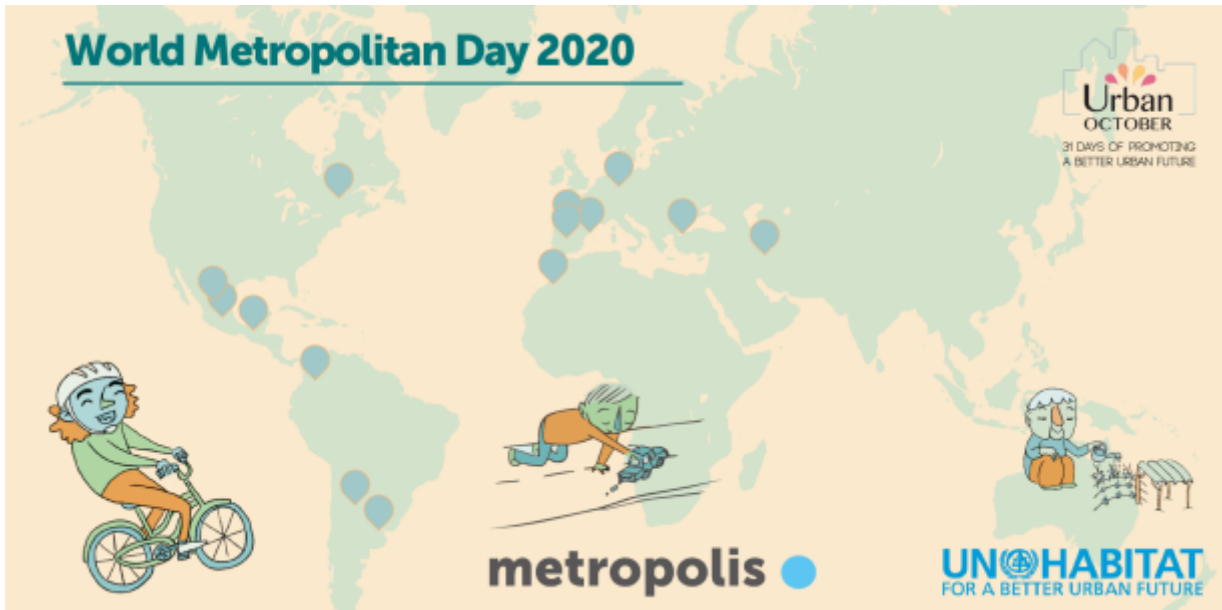 World Metropolitan Day 2020
Urban
OCTOBER
31 DAYS OF PROMOTING
A BETTER URBAN FUTURE
metropolis
UN HABITAT
FOR A BETTER URBAN FUTURE